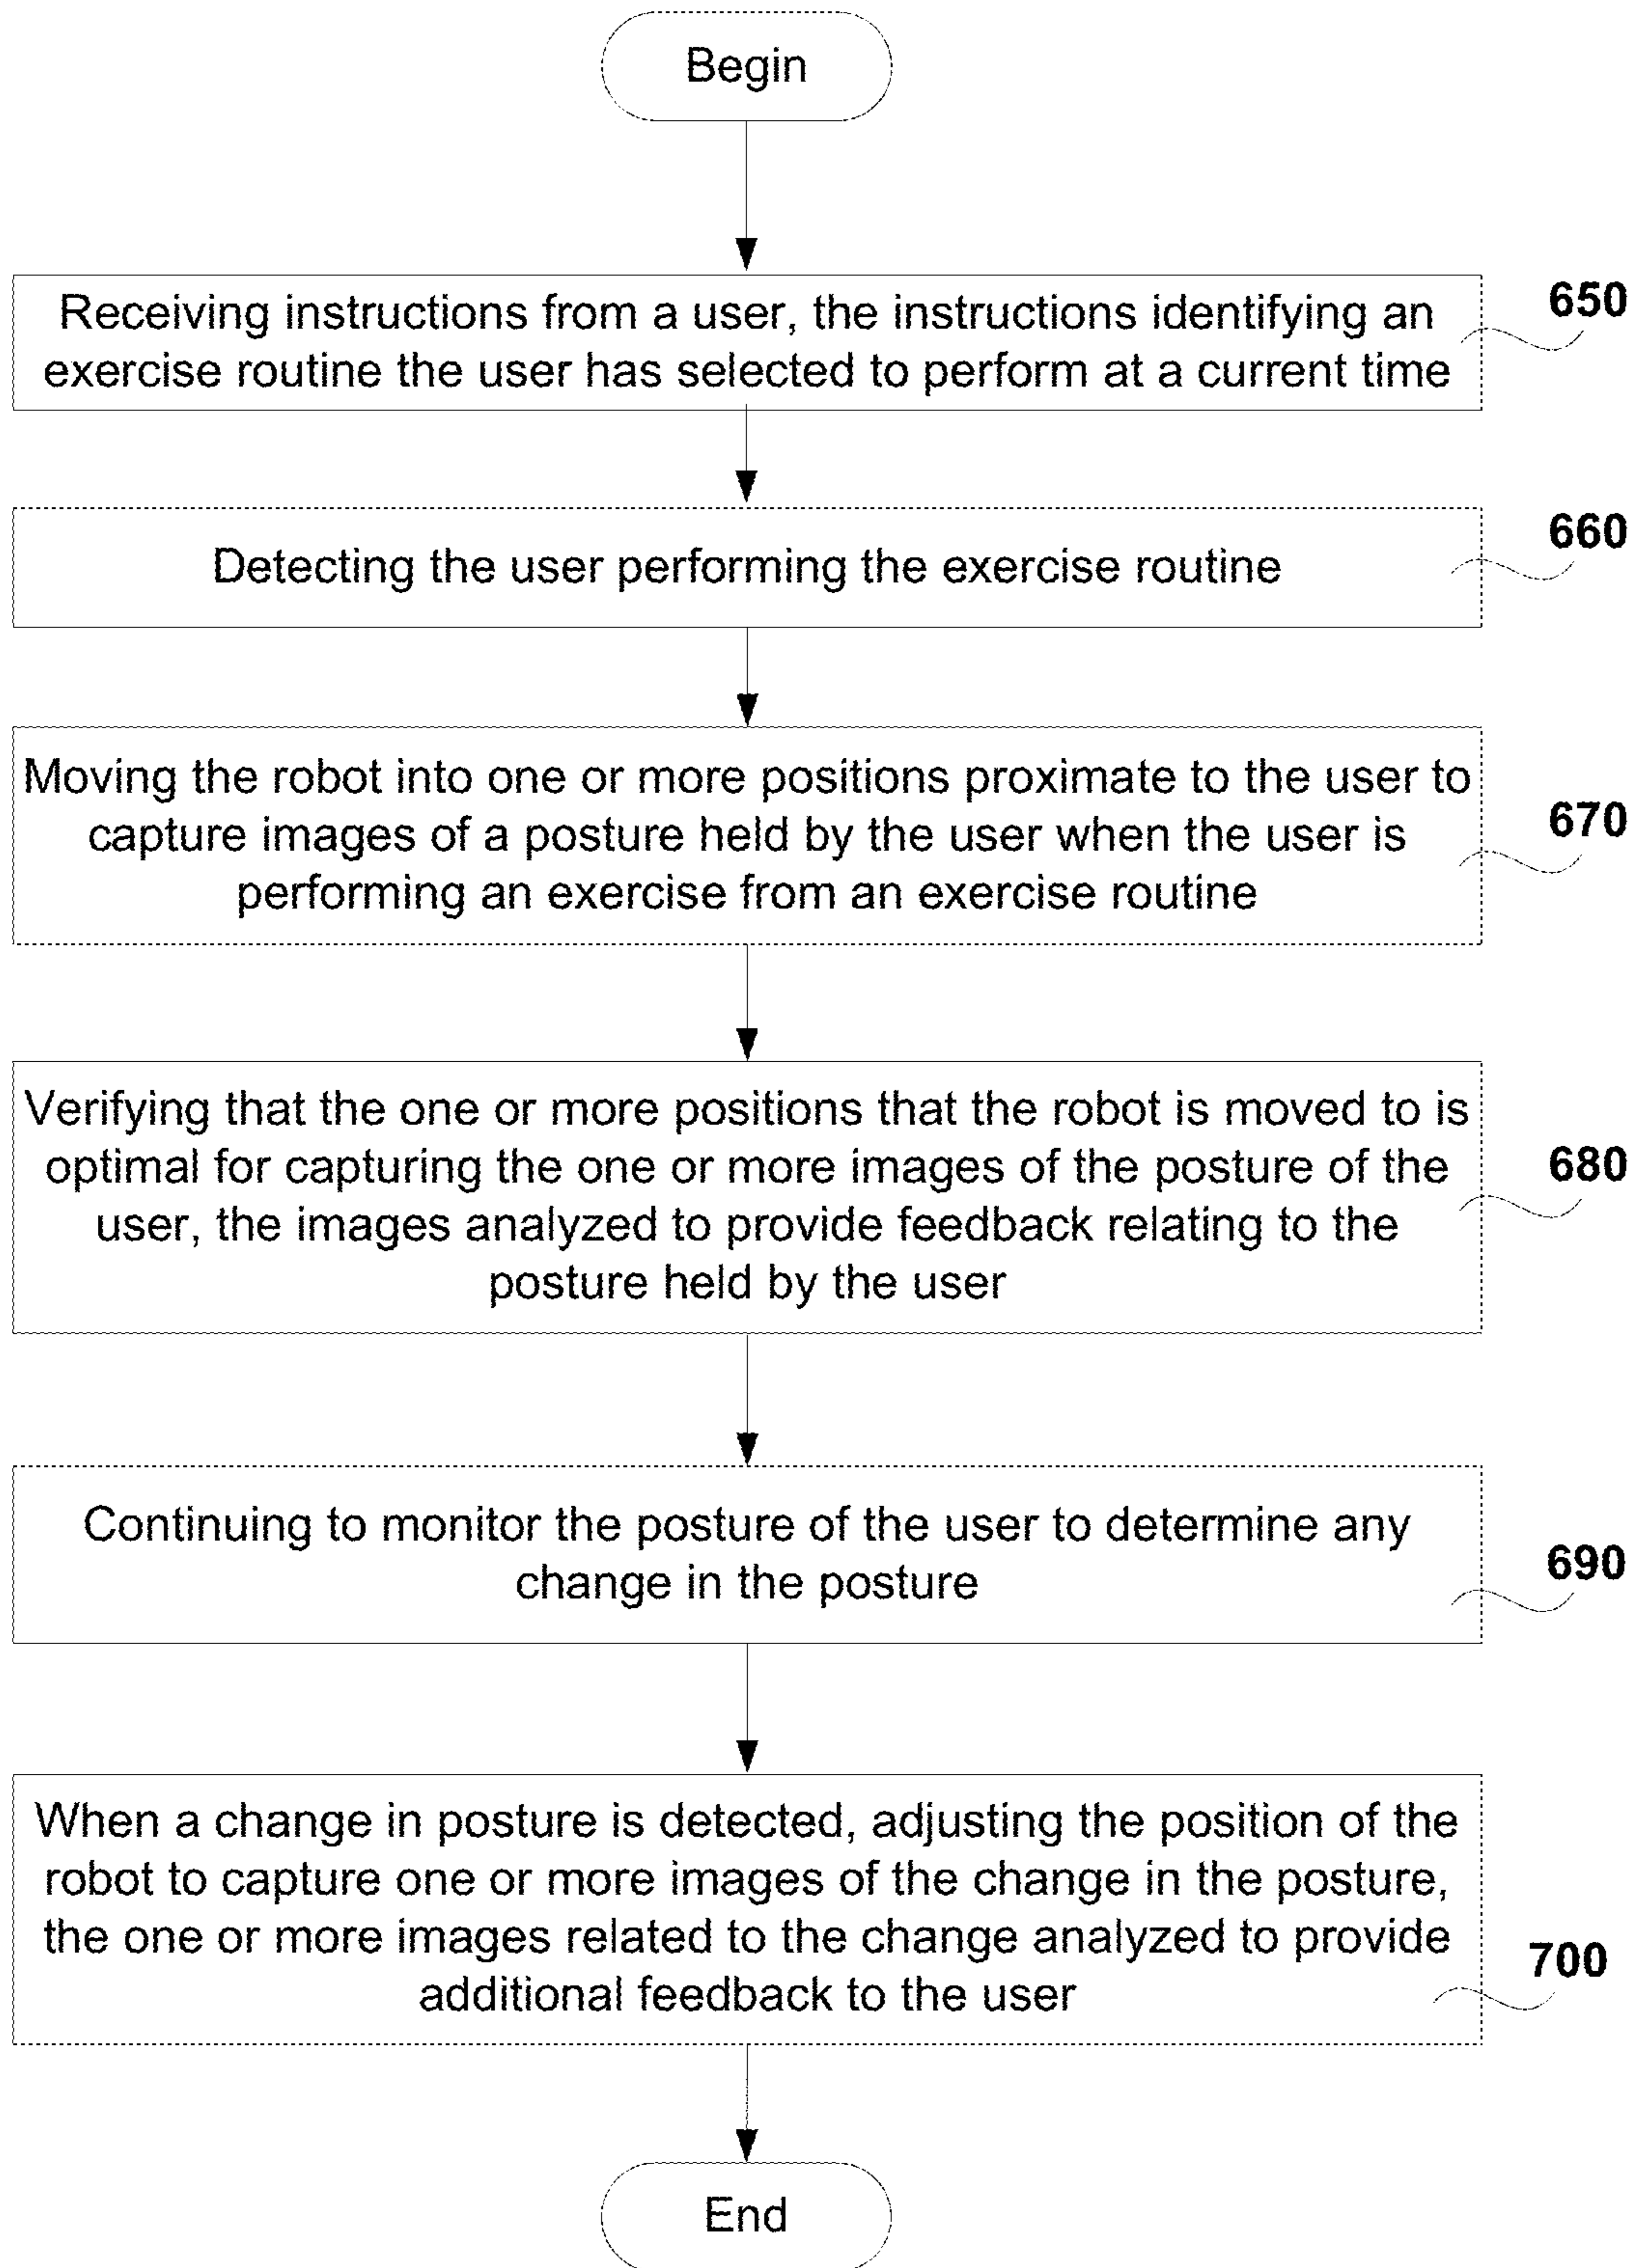 Begin
Receiving instructions from a user, the instructions identifying an
exercise routine the user has selected to perform at a current time
650
Detecting the user performing the exercise routine
660
Moving the robot into one or more positions proximate to the user to
capture images of a posture held by the user when the user is
performing an exercise from an exercise routine
670
Verifying that the one or more positions that the robot is moved to is
optimal for capturing the one or more images of the posture of the
user, the images analyzed to provide feedback relating to the
posture held by the user
680
Continuing to monitor the posture of the user to determine any
change in the posture
690
When a change in posture is detected, adjusting the position of the
robot to capture one or more images of the change in the posture,
the one or more images related to the change analyzed to provide
additional feedback to the user
700
End